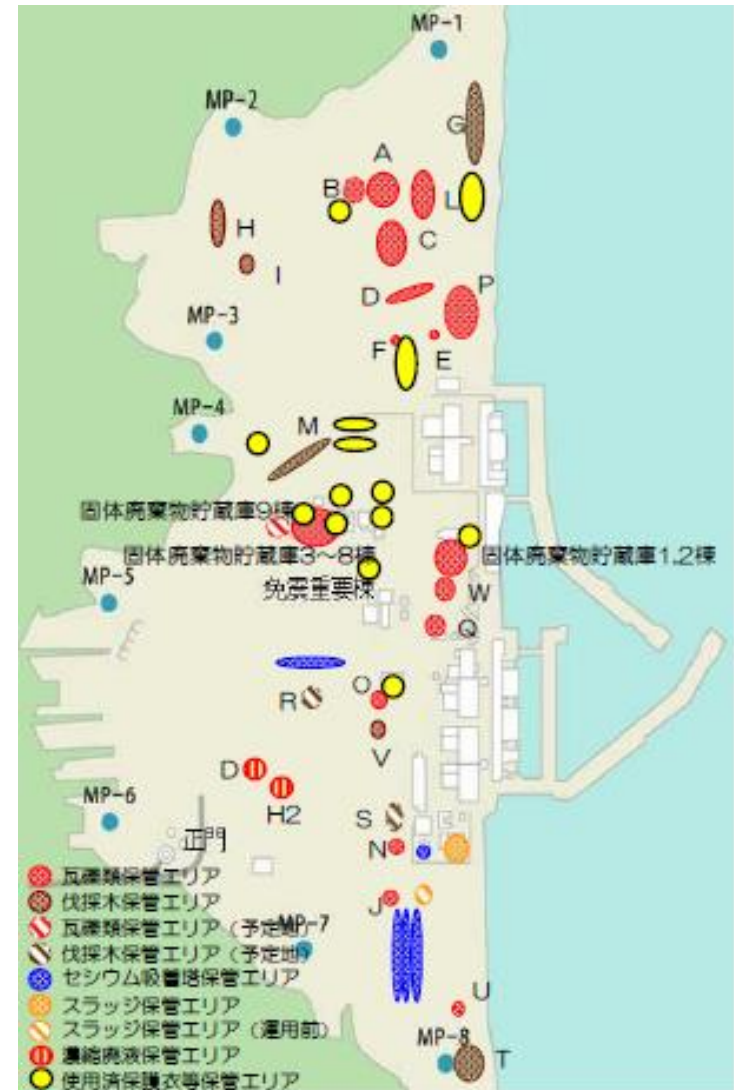 MP-1
MP-2
G
A
B
L
H
C
I
D
P
MP-3
F
E
MP-4
M
固体廃棄物貯蔵庫9棟
固体廃棄物貯蔵庫3～8棟
固体廃棄物貯蔵庫1,2棟
免震重要棟
MP-5
W
Q
R
O
V
D
H2
MP-6
S
正門
N
瓦礫類保管エリア
伐採木保管エリア
J
瓦礫類保管エリア（予定地）
MP-7
伐採木保管エリア（予定地）
セシウム吸着塔保管エリア
U
スラッジ保管エリア
スラッジ保管エリア（運用前）
MP-8
濃縮廃液保管エリア
T
使用済保護衣等保管エリア